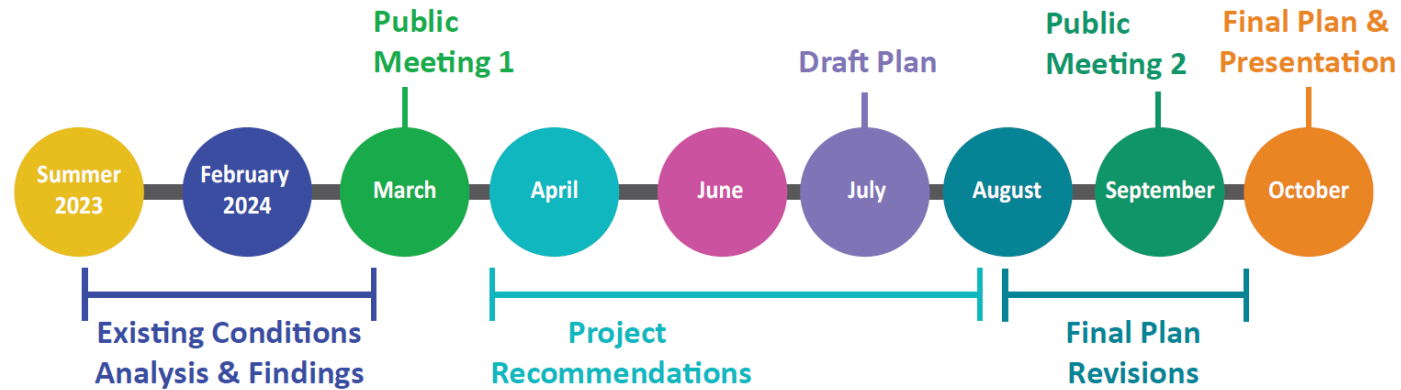 Public
Meeting 1
Draft Plan
Public
Meeting 2
Final Plan &
Presentation
Summer
2023
February
2024
March
April
June
July
August
September
October
Existing Conditions
Analysis & Findings
Project
Recommendations
Final Plan
Revisions